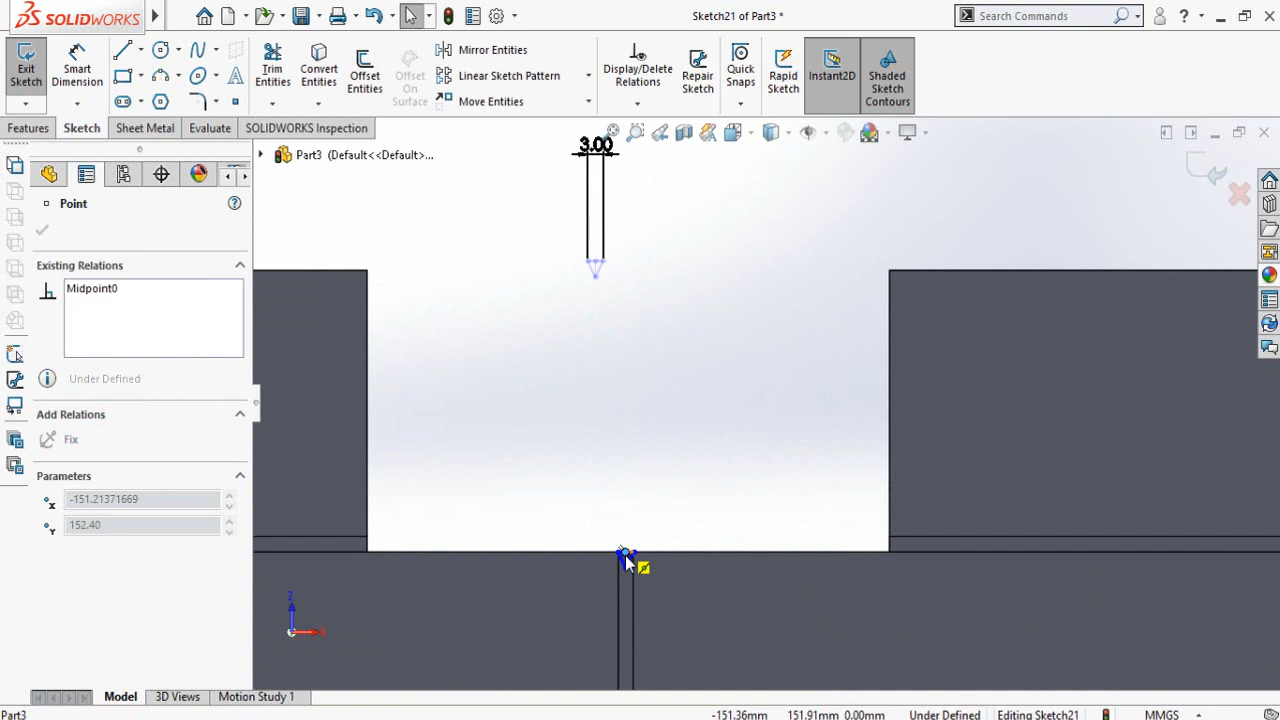 SOLIDWORKS
Sketch21 of Part3 *
Search Commands
Exit Sketch
Smart Dimension
Trim Entities
Convert Entities
Offset Entities
Offset On Surface
Mirror Entities
Linear Sketch Pattern
Move Entities
Display/Delete Relations
Repair Sketch
Quick Snaps
Rapid Sketch
Instant2D
Shaded Sketch Contours
Features
Sketch
Sheet Metal
Evaluate
SOLIDWORKS Inspection
3.00
Part3 (Default<<Default>...
Point
Existing Relations
Midpoint0
Under Defined
Add Relations
Fix
Parameters
x
-151.21371669
Y
152.40
Z
X
Model
3D Views
Motion Study 1
Part3
-151.36mm
151.91mm 0.00mm
Under Defined
Editing Sketch21
MMGS